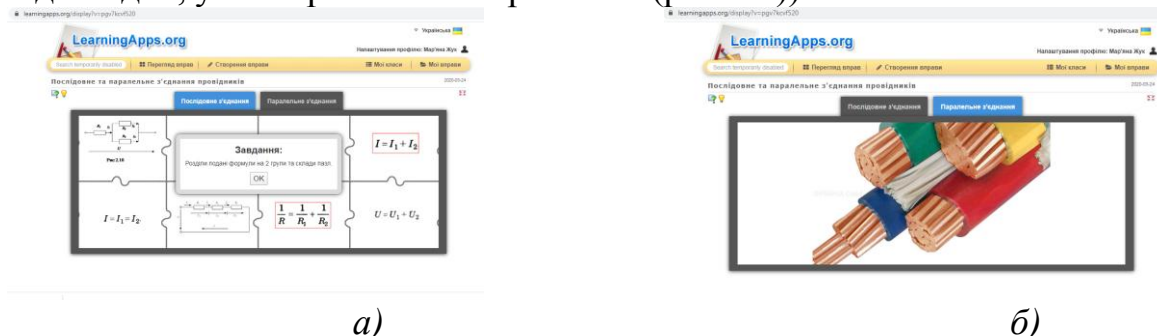 learningapps.org/display?v=pgv7kcvf520
LearningApps.org
Українська
Налаштування профілю: Мар'яна Жук
Search temporarily disabled
Перегляд вправ
Створення вправи
Мої класи
Мої вправи
Послідовне та паралельне з'єднання провідників
2020-05-24
Послідовне з'єднання
Паралельне з'єднання
Рис 2.10
Завдання:
Розділи подані формули на 2 групи та склади пазл.
OK
I = I₁ + I₂
I = I₁ = I₂.
1/R = 1/R₁ + 1/R₂
U = U₁ + U₂
а)
learningapps.org/display?v=pgv7kcvf520
LearningApps.org
Українська
Налаштування профілю: Мар'яна Жук
Search temporarily disabled
Перегляд вправ
Створення вправи
Мої класи
Мої вправи
Послідовне та паралельне з'єднання провідників
2020-05-24
Послідовне з'єднання
Паралельне з'єднання
б)